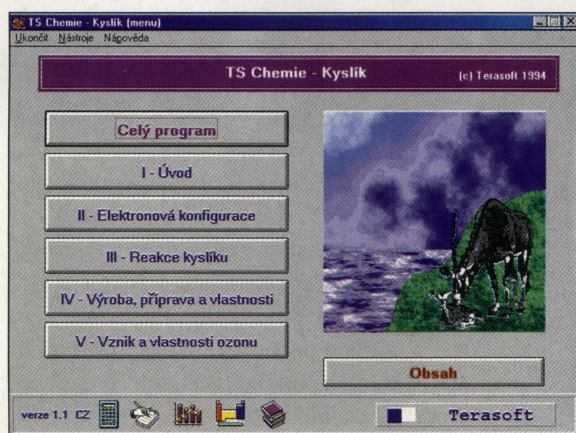 TS Chemie - Kyslík (menu)
Ukončit Nástroje Nápověda
TS Chemie - Kyslík (c) Terasoft 1994
Celý program
I - Úvod
II - Elektronová konfigurace
III - Reakce kyslíku
IV - Výroba, příprava a vlastnosti
V - Vznik a vlastnosti ozonu
Obsah
verze 1.1 CZ
Terasoft